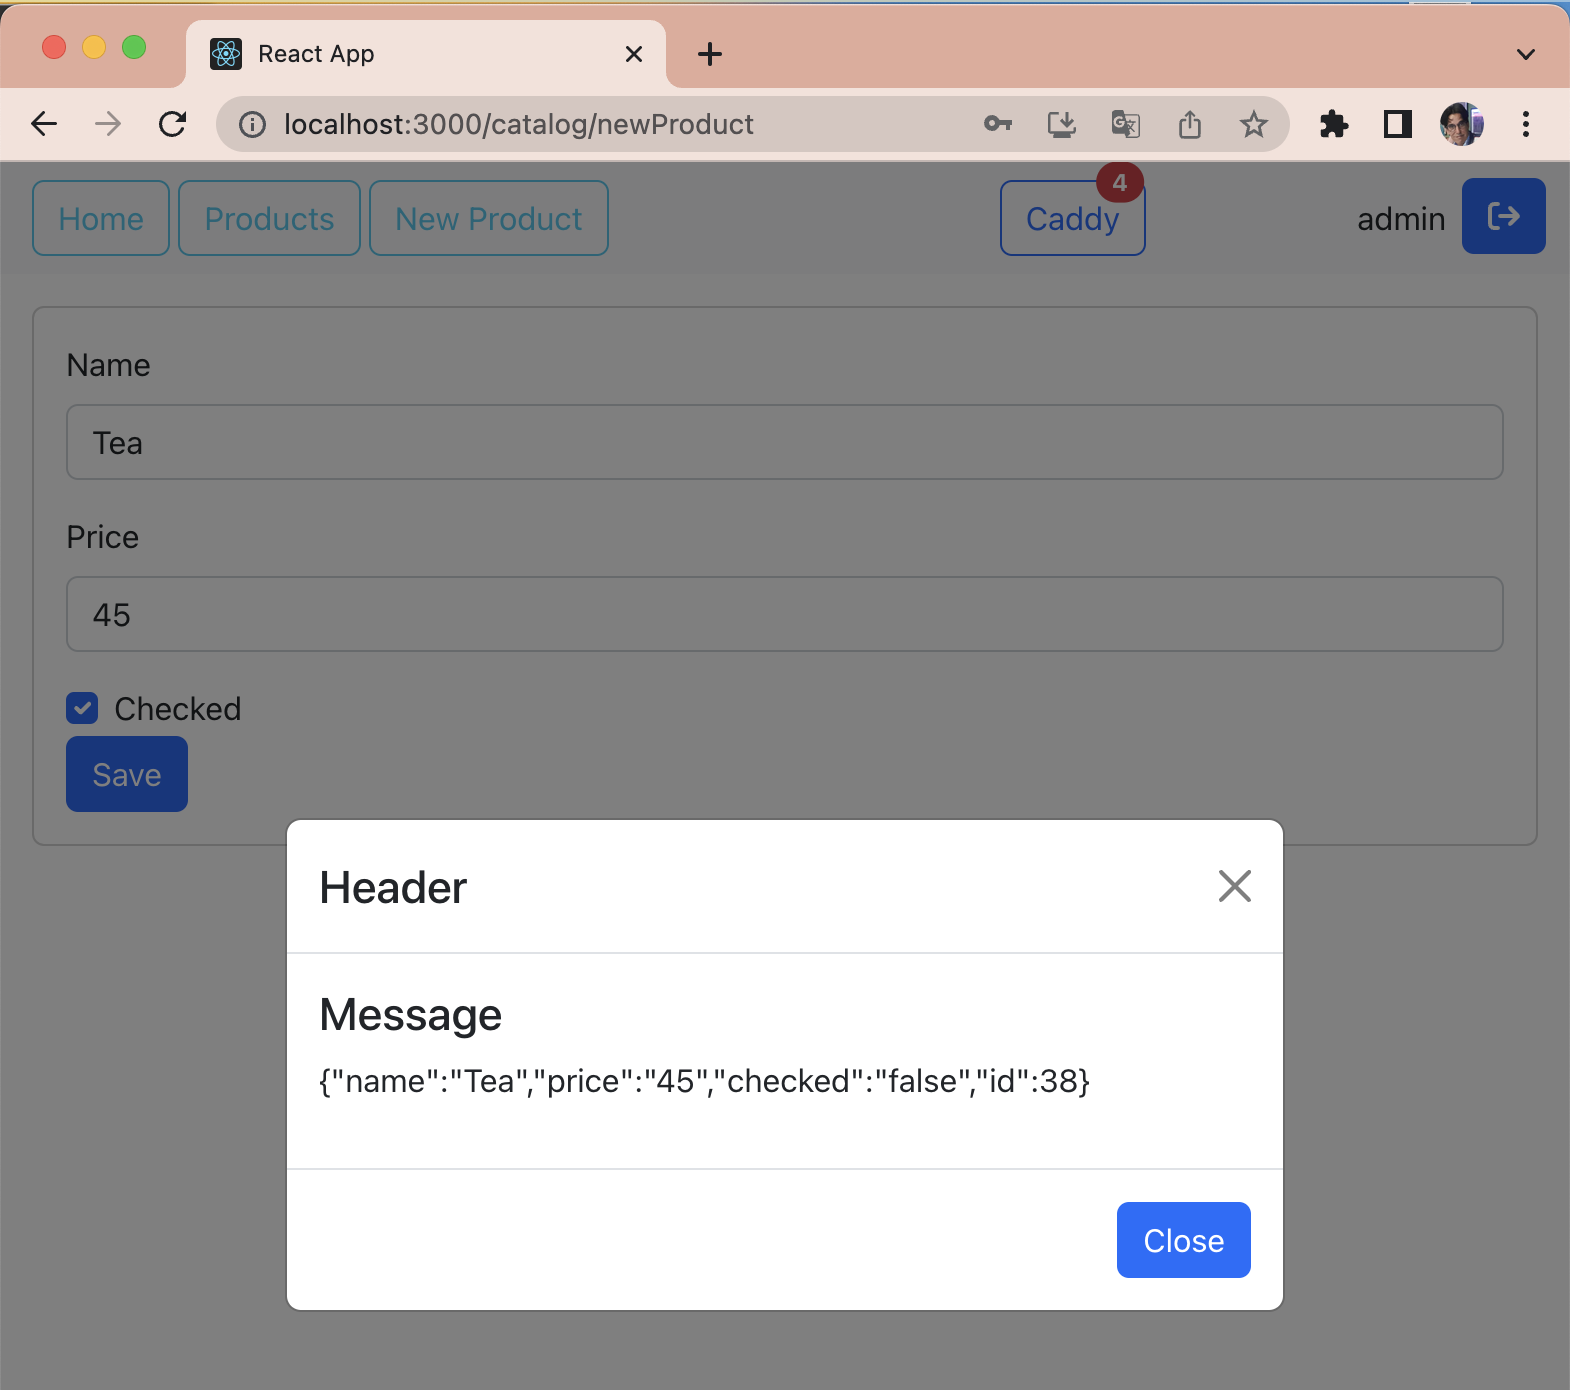 React App
localhost:3000/catalog/newProduct
Home Products New Product Caddy 4 admin
Name
Tea
Price
45
Checked
Save
Header
Message
{"name":"Tea","price":"45","checked":"false","id":38}
Close